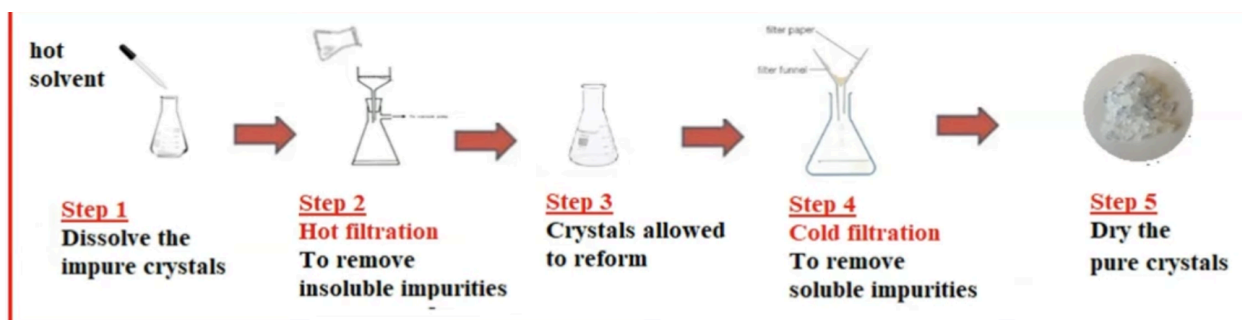 hot
solvent
filter paper
filter funnel
Step 1
Dissolve the
impure crystals
Step 2
Hot filtration
To remove
insoluble impurities
Step 3
Crystals allowed
to reform
Step 4
Cold filtration
To remove
soluble impurities
Step 5
Dry the
pure crystals